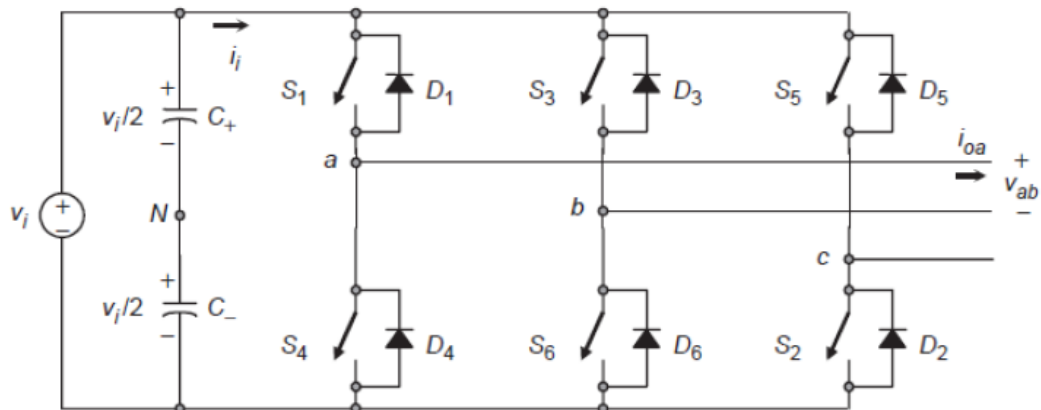 i_i
S_1
D_1
S_3
D_3
S_5
D_5
+
v_i/2
C_+
−
a
i_oa
+
v_ab
−
v_i
+
−
N
b
c
+
v_i/2
C_−
−
S_4
D_4
S_6
D_6
S_2
D_2